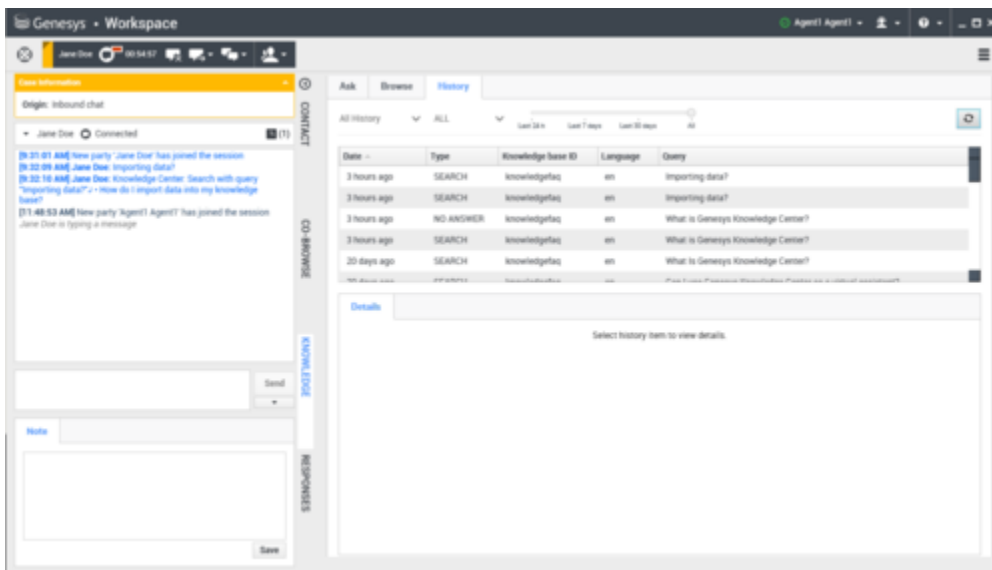 Genesys • Workspace
Agent1 Agent1
Jane Doe 00:54:57
Case Information
Origin: Inbound chat
Jane Doe Connected (1)
[9:31:01 AM] New party 'Jane Doe' has joined the session
[9:32:09 AM] Jane Doe: Importing data?
[9:32:10 AM] Jane Doe: Knowledge Center: Search with query
"Importing data?"
• How do I import data into my knowledge
base?
[11:48:53 AM] New party 'Agent1 Agent1' has joined the session
Jane Doe is typing a message
Send
Note
Save
CONTACT
CO-BROWSE
KNOWLEDGE
RESPONSES
Ask Browse History
All History ALL Last 24 h Last 7 days Last 30 days All
Date Type Knowledge base ID Language Query
3 hours ago SEARCH knowledgefaq en Importing data?
3 hours ago SEARCH knowledgefaq en Importing data?
3 hours ago NO ANSWER knowledgefaq en What is Genesys Knowledge Center?
3 hours ago SEARCH knowledgefaq en What is Genesys Knowledge Center?
20 days ago SEARCH knowledgefaq en What Is Genesys Knowledge Center?
Details
Select history item to view details.